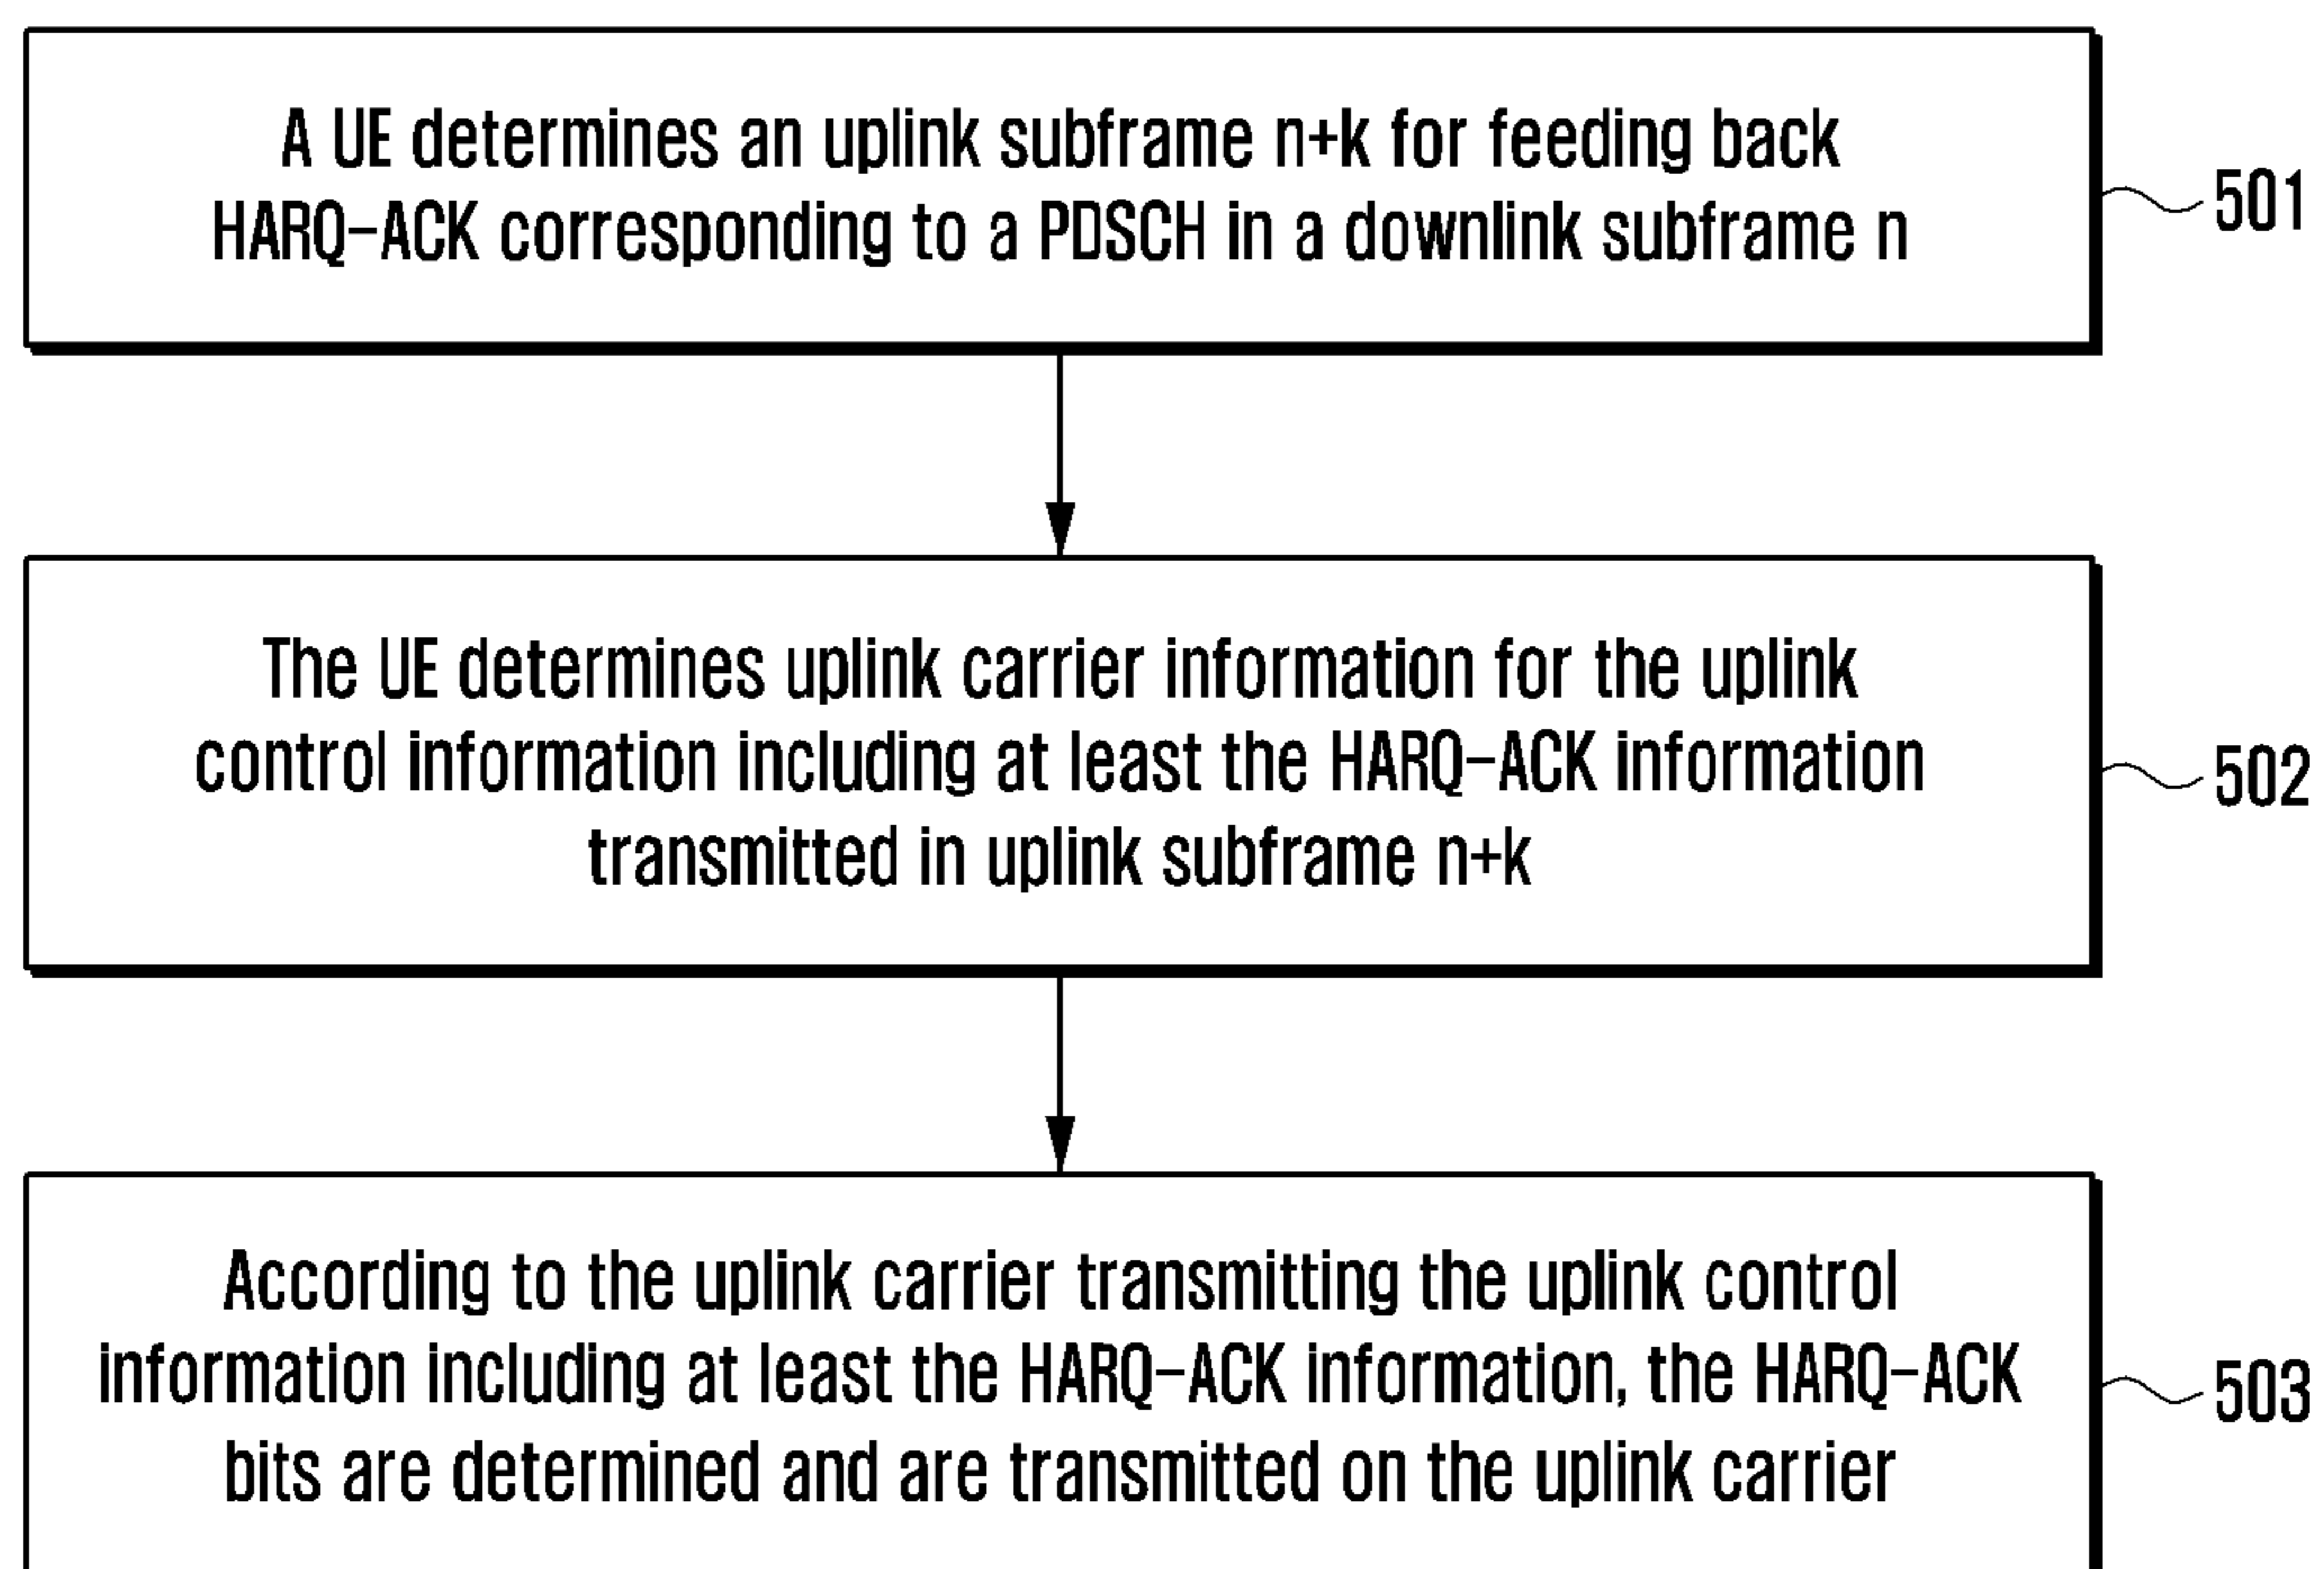 A UE determines an uplink subframe n+k for feeding back
HARQ-ACK corresponding to a PDSCH in a downlink subframe n
501
The UE determines uplink carrier information for the uplink
control information including at least the HARQ-ACK information
transmitted in uplink subframe n+k
502
According to the uplink carrier transmitting the uplink control
information including at least the HARQ-ACK information, the HARQ-ACK
bits are determined and are transmitted on the uplink carrier
503